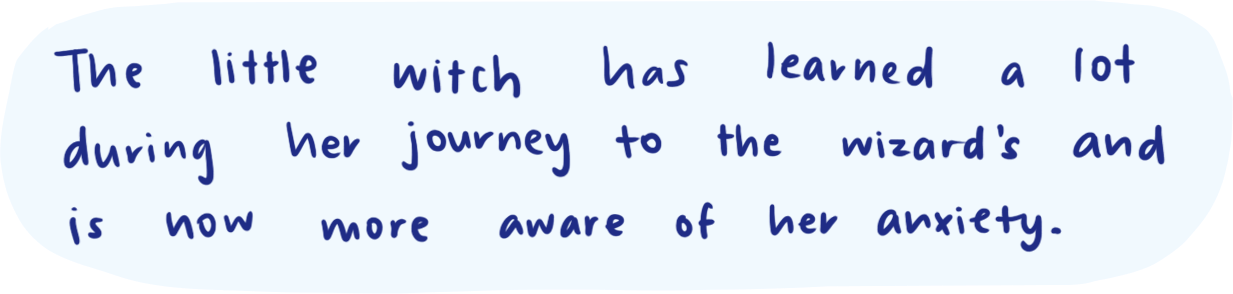 The little witch has learned a lot
during her journey to the wizard's and
is now more aware of her anxiety.